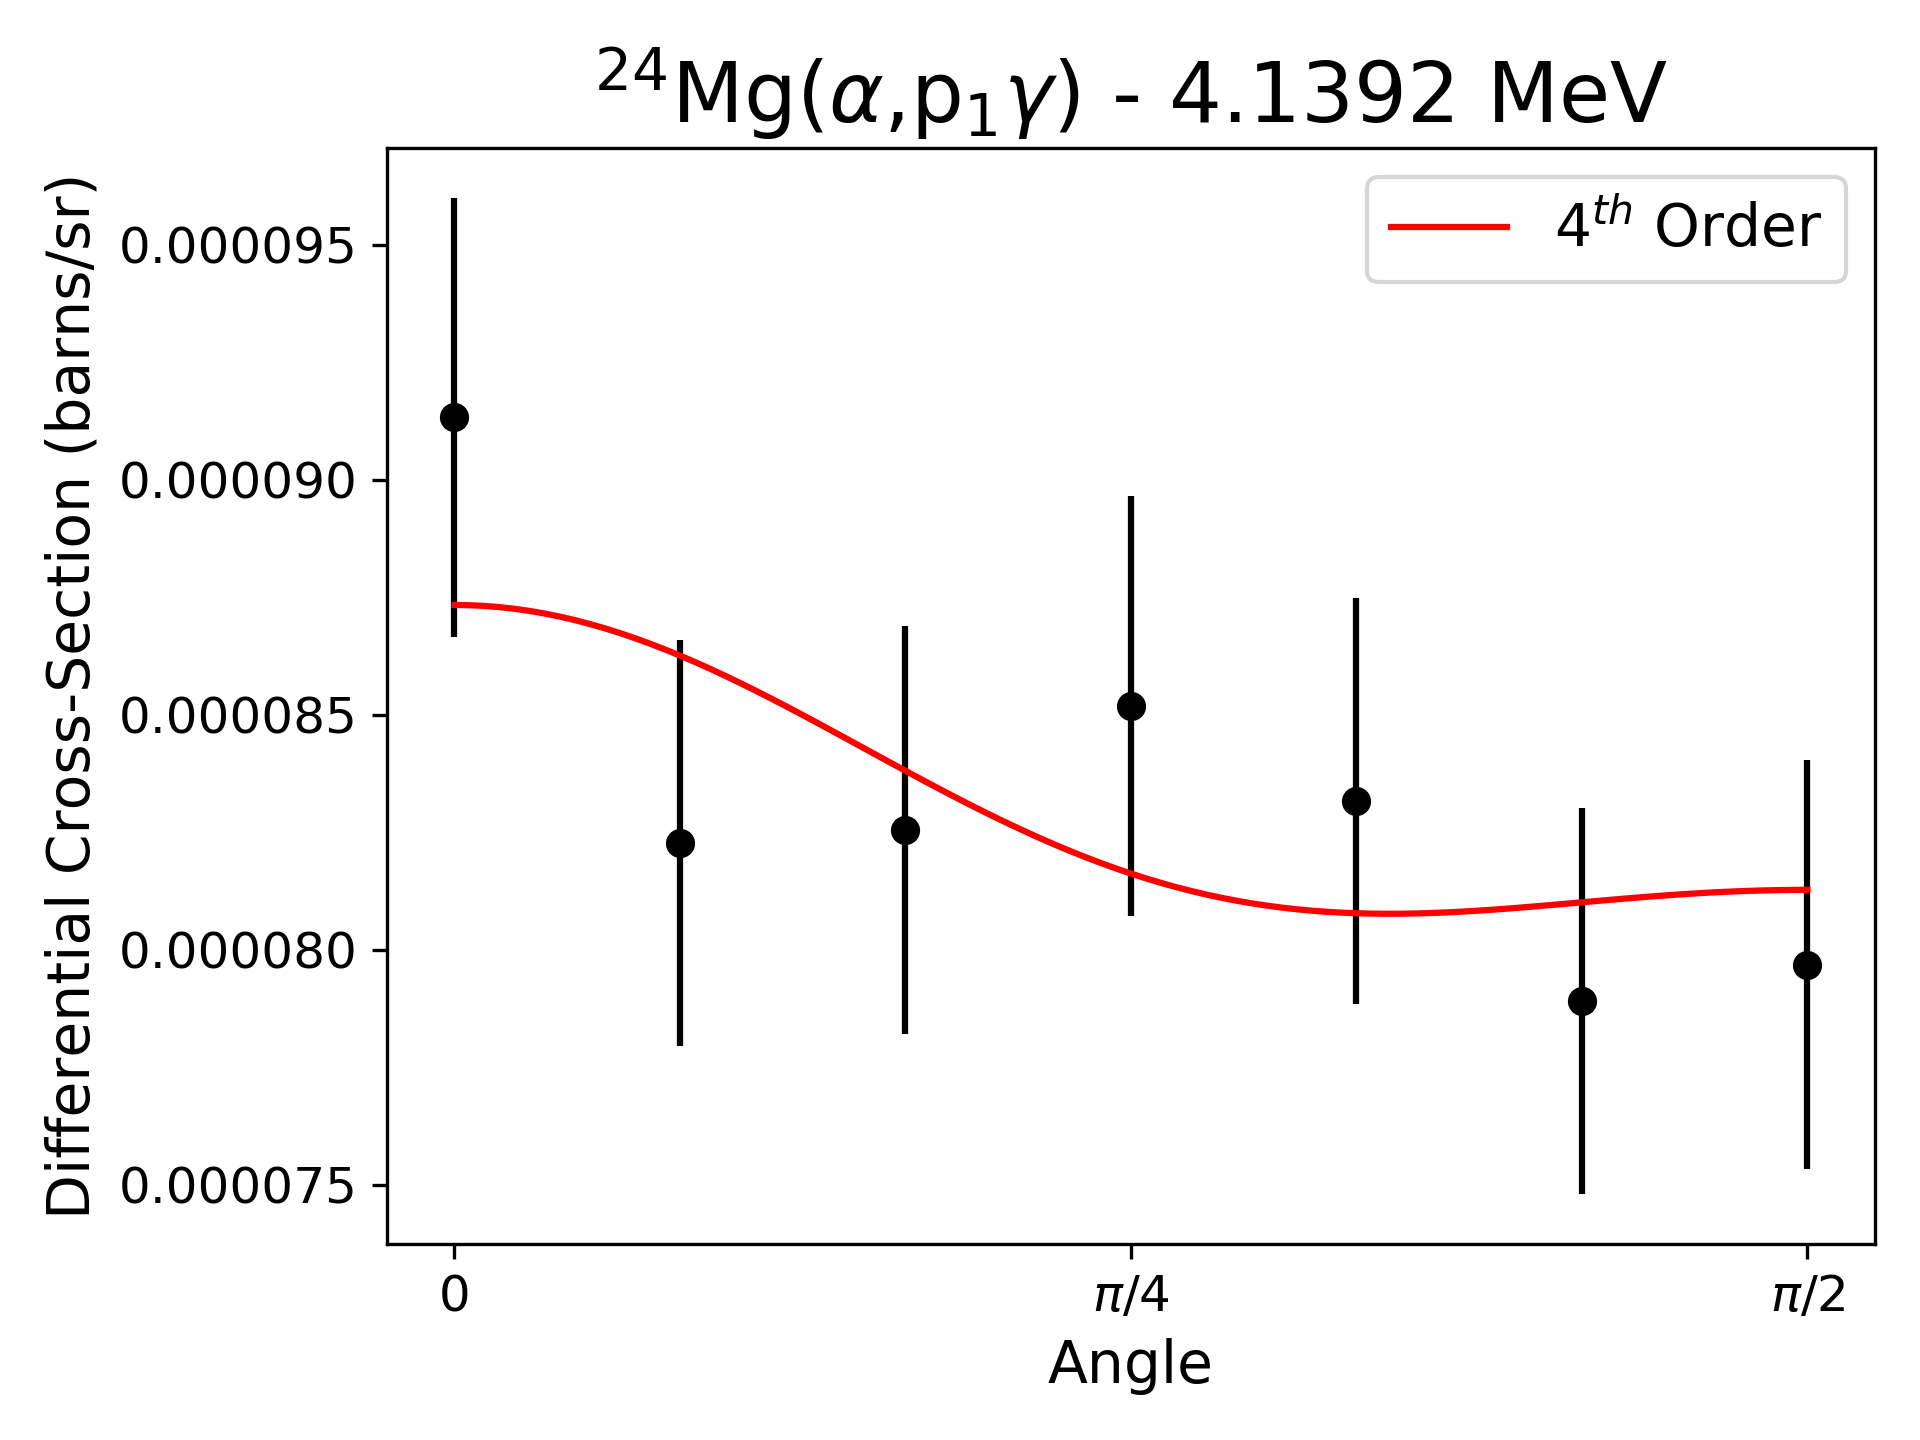 ²⁴Mg(α,p₁γ) - 4.1392 MeV
4ᵗʰ Order
Differential Cross-Section (barns/sr)
0.000095
0.000090
0.000085
0.000080
0.000075
0 π/4 π/2
Angle